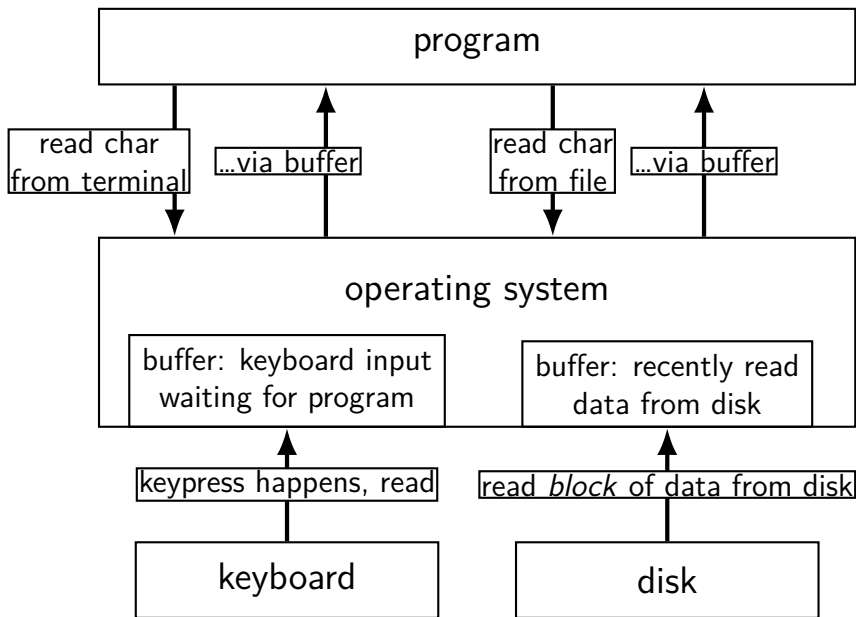 program
read char
from terminal
...via buffer
read char
from file
...via buffer
operating system
buffer: keyboard input
waiting for program
buffer: recently read
data from disk
keypress happens, read
read block of data from disk
keyboard
disk